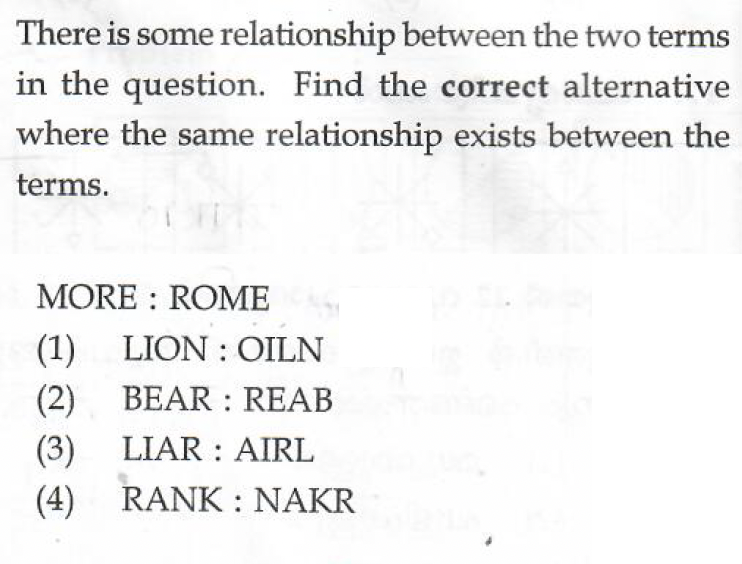 There is some relationship between the two terms
in the question. Find the correct alternative
where the same relationship exists between the
terms.
MORE : ROME
(1) LION : OILN
(2) BEAR : REAB
(3) LIAR : AIRL
(4) RANK : NAKR